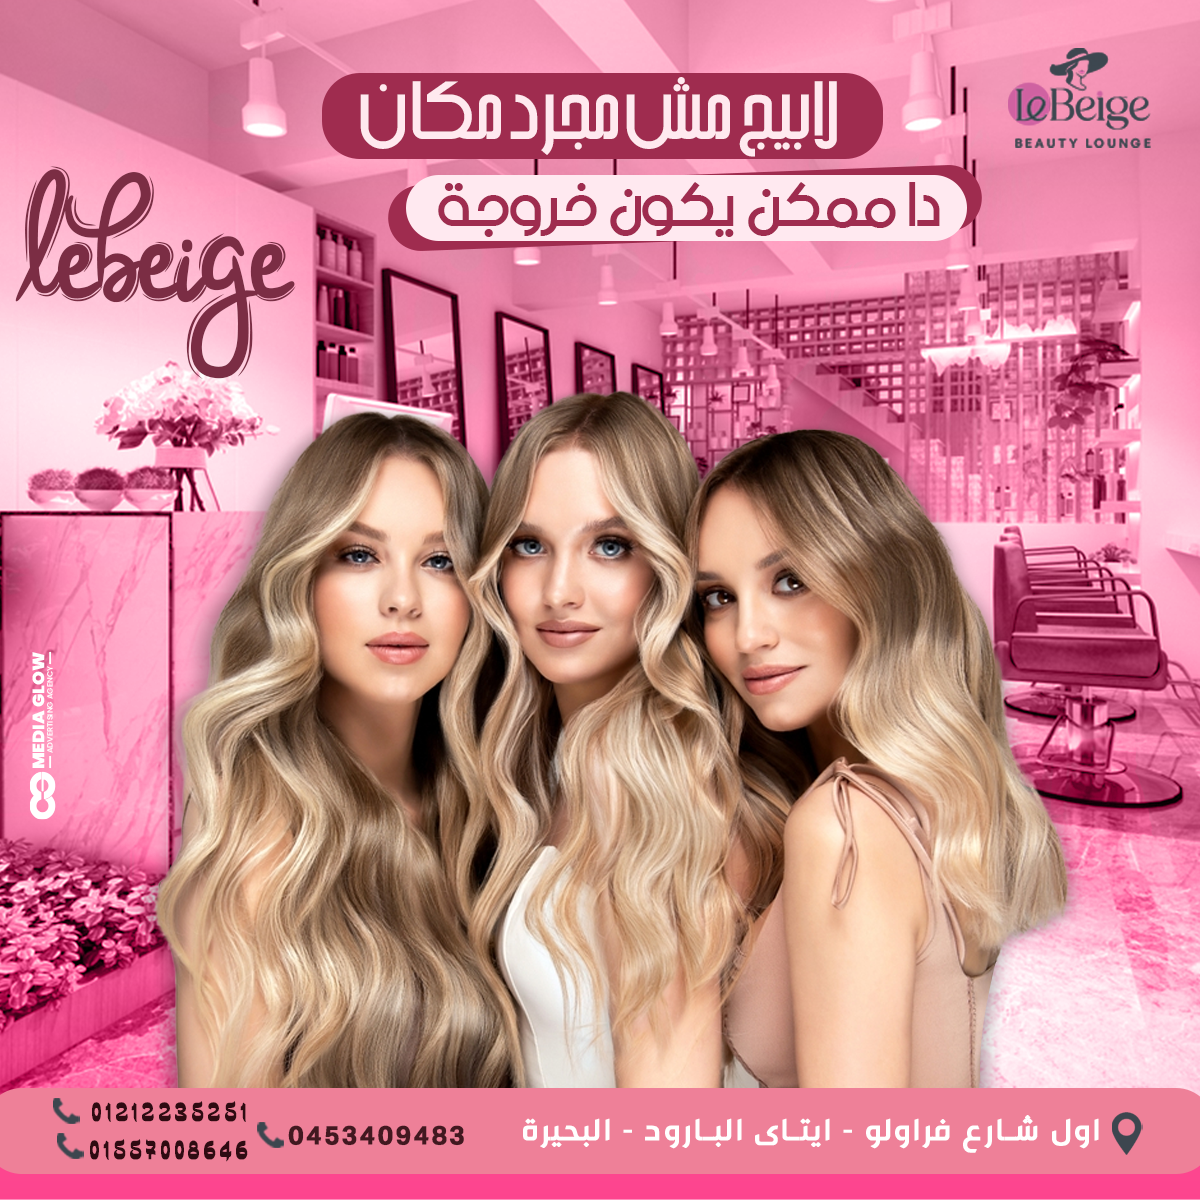 لابيج مش مجرد مكان
دا ممكن يكون خروجة
LeBeige
BEAUTY LOUNGE
lebeige
MEDIA GLOW
ADVERTISING AGENCY
01212235251
01557008646
0453409483
اول شارع فراولو - ايتاى البارود - البحيرة